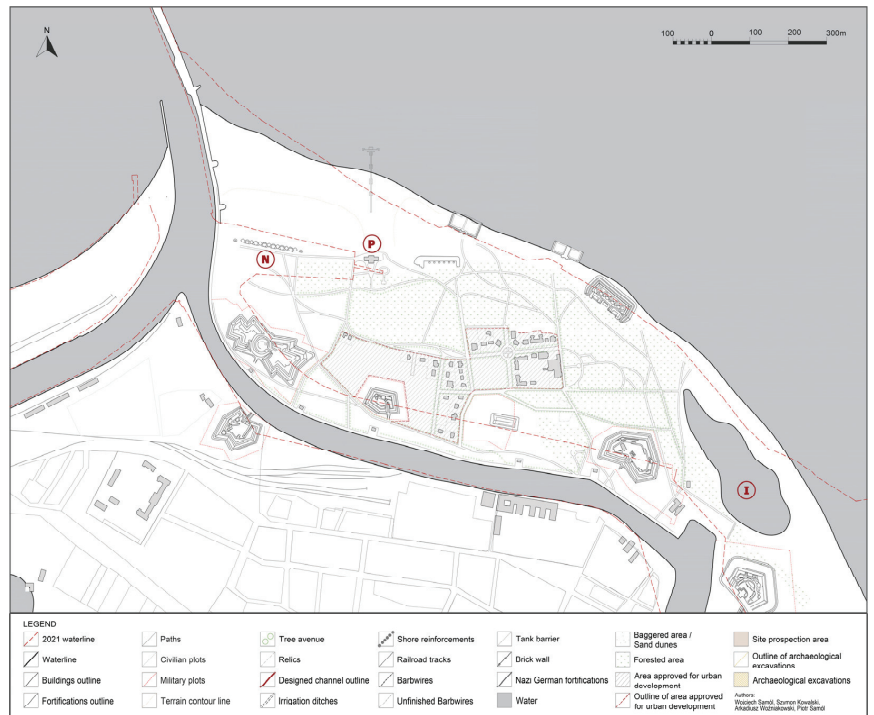 N
100 0 100 200 300m
N
P
I
LEGEND
2021 waterline
Waterline
Buildings outline
Fortifications outline
Paths
Civilian plots
Military plots
Terrain contour line
Tree avenue
Relics
Designed channel outline
Irrigation ditches
Shore reinforcements
Railroad tracks
Barbwires
Unfinished Barbwires
Tank barrier
Brick wall
Nazi German fortifications
Water
Baggered area /
Sand dunes
Forested area
Area approved for urban
development
Outline of area approved
for urban development
Site prospection area
Outline of archaeological
excavations
Archaeological excavations
Authors:
Wojciech Samól, Szymon Kowalski,
Arkadiusz Woźniakowski, Piotr Samól